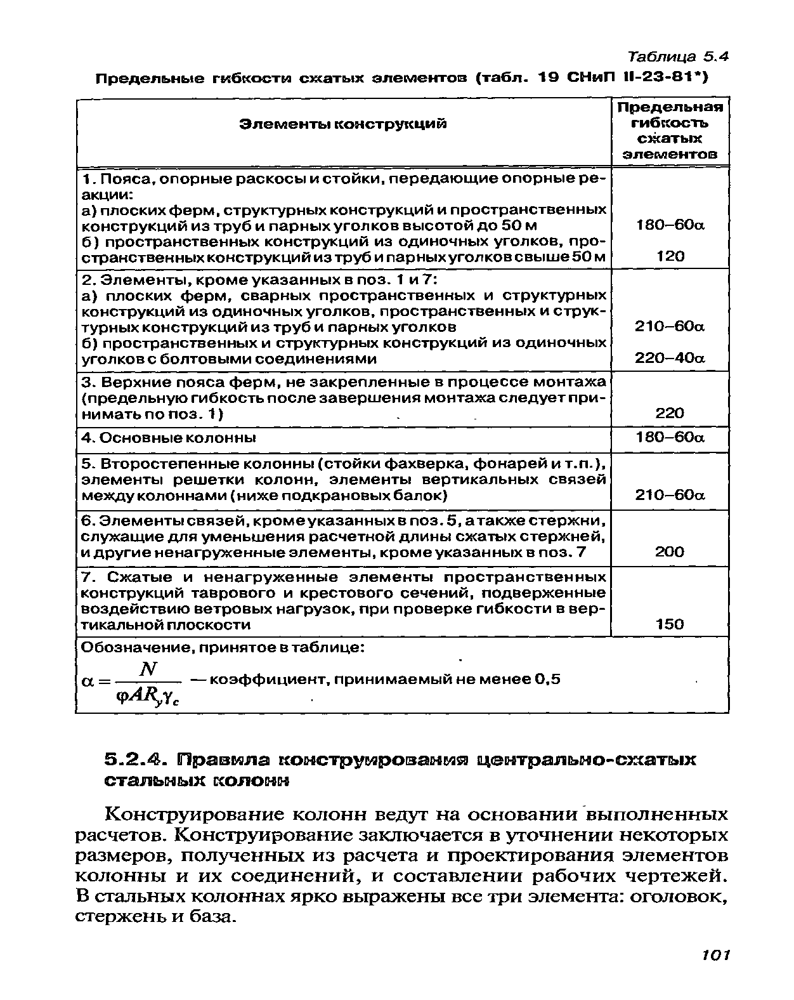 Таблица 5.4
Предельные гибкости сжатых элементов (табл. 19 СНиП II-23-81*)
Элементы конструкций
Предельная
гибкость
сжатых
элементов
1. Пояса, опорные раскосы и стойки, передающие опорные ре-
акции:
а) плоских ферм, структурных конструкций и пространственных
конструкций из труб и парных уголков высотой до 50 м
180–60α
б) пространственных конструкций из одиночных уголков, про-
странственных конструкций из труб и парных уголков свыше 50 м
120
2. Элементы, кроме указанных в поз. 1 и 7:
а) плоских ферм, сварных пространственных и структурных
конструкций из одиночных уголков, пространственных и струк-
турных конструкций из труб и парных уголков
210–60α
б) пространственных и структурных конструкций из одиночных
уголков с болтовыми соединениями
220–40α
3. Верхние пояса ферм, не закрепленные в процессе монтажа
(предельную гибкость после завершения монтажа следует при-
нимать по поз. 1)
220
4. Основные колонны
180–60α
5. Второстепенные колонны (стойки фахверка, фонарей и т.п.),
элементы решетки колонн, элементы вертикальных связей
между колоннами (ниже подкрановых балок)
210–60α
6. Элементы связей, кроме указанных в поз. 5, а также стержни,
служащие для уменьшения расчетной длины сжатых стержней,
и другие ненагруженные элементы, кроме указанных в поз. 7
200
7. Сжатые и ненагруженные элементы пространственных
конструкций таврового и крестового сечений, подверженные
воздействию ветровых нагрузок, при проверке гибкости в вер-
тикальной плоскости
150
Обозначение, принятое в таблице:
α = N / φARyγc — коэффициент, принимаемый не менее 0,5
5.2.4. Правила конструирования центрально-сжатых
стальных колонн
Конструирование колонн ведут на основании выполненных
расчетов. Конструирование заключается в уточнении некоторых
размеров, полученных из расчета и проектирования элементов
колонны и их соединений, и составлении рабочих чертежей.
В стальных колоннах ярко выражены все три элемента: оголовок,
стержень и база.
101